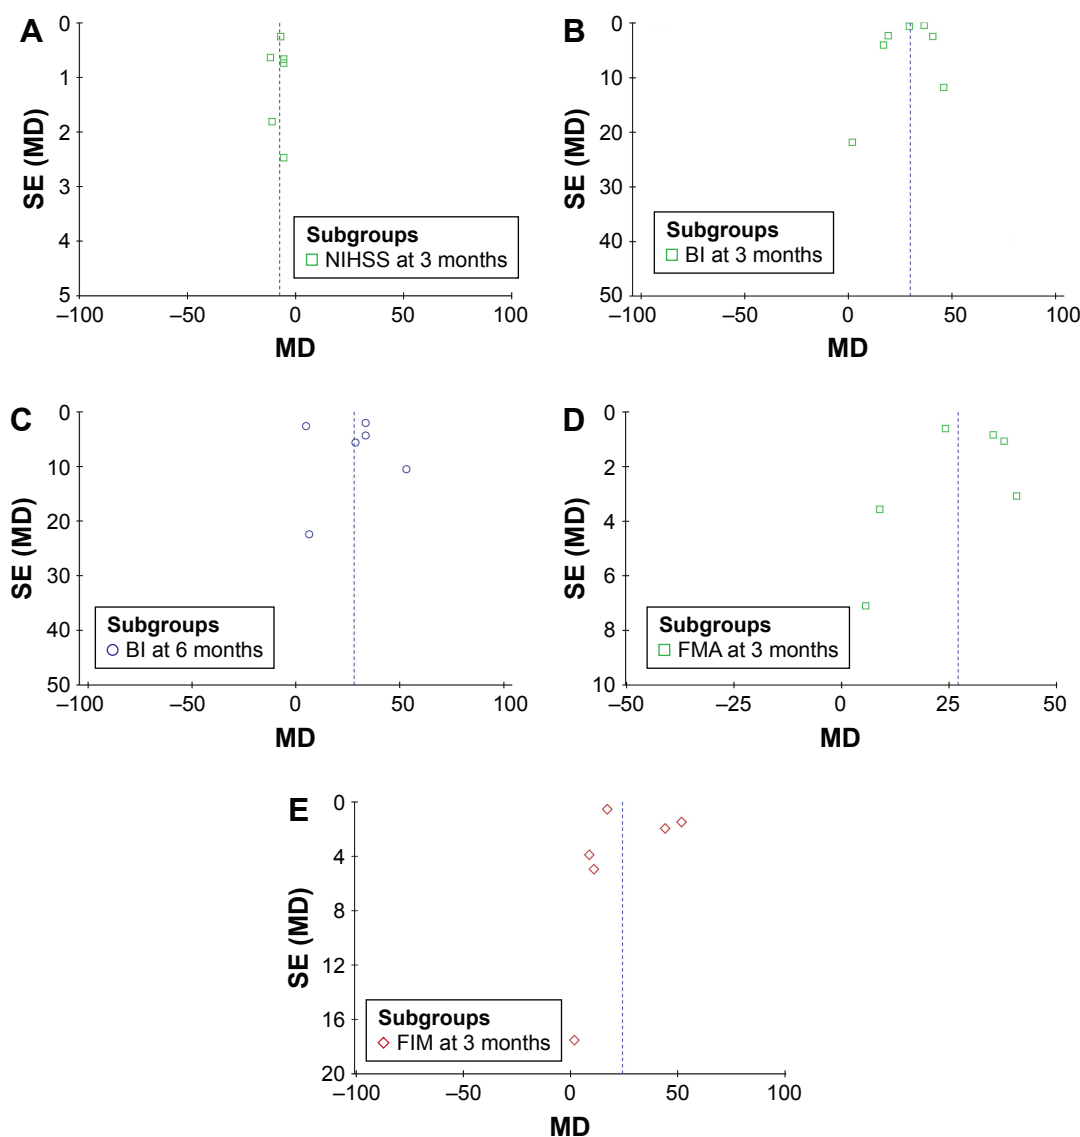 A
0
1
2
3
4
5
SE (MD)
Subgroups
NIHSS at 3 months
–100 –50 0 50 100
MD
B
0
10
20
30
40
50
SE (MD)
Subgroups
BI at 3 months
–100 –50 0 50 100
MD
C
0
10
20
30
40
50
SE (MD)
Subgroups
BI at 6 months
–100 –50 0 50 100
MD
D
0
2
4
6
8
10
SE (MD)
Subgroups
FMA at 3 months
–50 –25 0 25 50
MD
E
0
4
8
12
16
20
SE (MD)
Subgroups
FIM at 3 months
–100 –50 0 50 100
MD